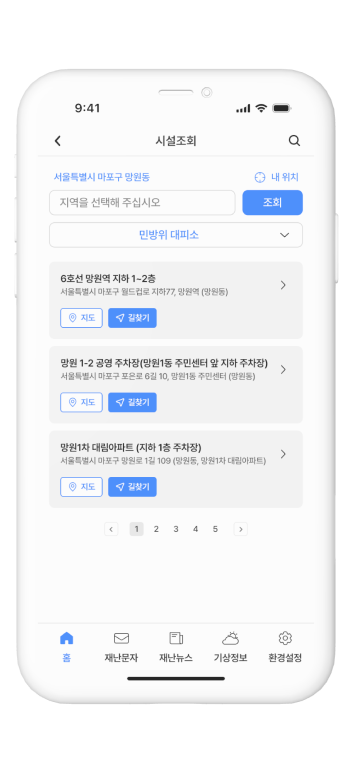 9:41
시설조회
서울특별시 마포구 망원동
내 위치
지역을 선택해 주십시오
조회
민방위 대피소
6호선 망원역 지하 1~2층
서울특별시 마포구 월드컵로 지하77, 망원역 (망원동)
지도
길찾기
망원 1-2 공영 주차장(망원1동 주민센터 앞 지하 주차장)
서울특별시 마포구 포은로 6길 10, 망원1동 주민센터 (망원동)
지도
길찾기
망원1차 대림아파트 (지하 1층 주차장)
서울특별시 마포구 망원로 1길 109 (망원동, 망원1차 대림아파트)
지도
길찾기
1 2 3 4 5
홈 재난문자 재난뉴스 기상정보 환경설정